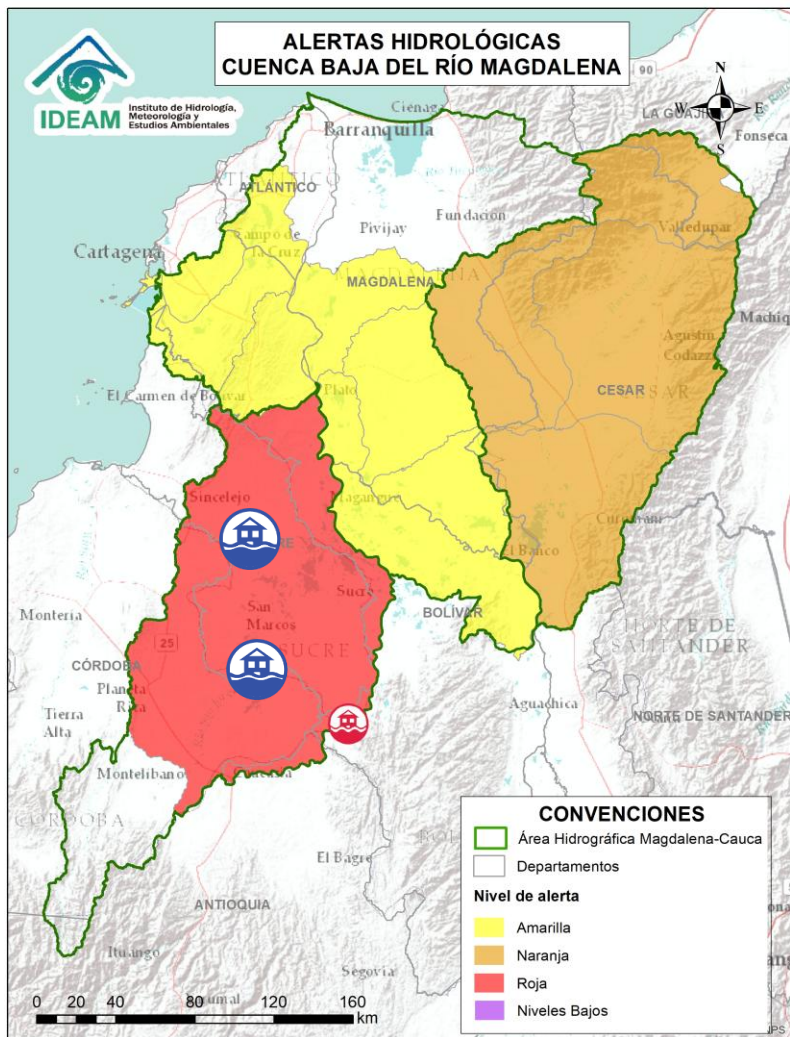 ALERTAS HIDROLÓGICAS
CUENCA BAJA DEL RÍO MAGDALENA
IDEAM
Instituto de Hidrología,
Meteorología y
Estudios Ambientales
N
W
E
S
90
Ciénaga
LA GUAJIRA
Barranquilla
Fonseca
ATLÁNTICO
Fundación
Pivijay
Valledupar
Campo de
la Cruz
Cartagena
MAGDALENA
Agustín
Codazzi
El Carmen de Bolívar
Plato
CESAR
Sincelejo
Magangué
Curumaní
El Banco
Sucre
San
Marcos
BOLÍVAR
NORTE DE
SANTANDER
Montería
25
SUCRE
CÓRDOBA
Planeta
Rica
Aguachica
Tierra
Alta
NORTE DE SANTANDER
Montelíbano
Caucasia
CÓRDOBA
El Bagre
ANTIOQUIA
Ituango
Segovia
CONVENCIONES
Área Hidrográfica Magdalena-Cauca
Departamentos
Nivel de alerta
Amarilla
Naranja
Roja
Niveles Bajos
0 20 40 80 120 160
km